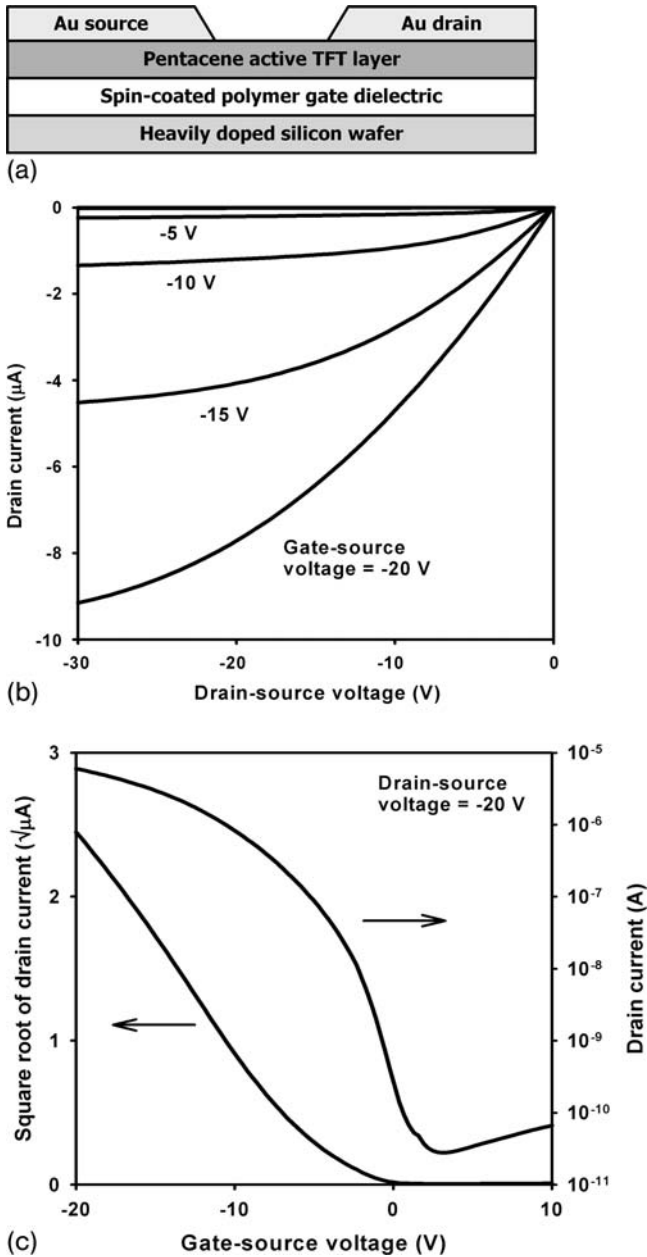 Au source
Au drain
Pentacene active TFT layer
Spin-coated polymer gate dielectric
Heavily doped silicon wafer
(a)
0
-2
-4
-6
-8
-10
Drain current (μA)
-5 V
-10 V
-15 V
Gate-source
voltage = -20 V
-30
-20
-10
0
Drain-source voltage (V)
(b)
3
2
1
0
Square root of drain current (√μA)
Drain-source
voltage = -20 V
10⁻⁵
10⁻⁶
10⁻⁷
10⁻⁸
10⁻⁹
10⁻¹⁰
10⁻¹¹
Drain current (A)
-20
-10
0
10
Gate-source voltage (V)
(c)